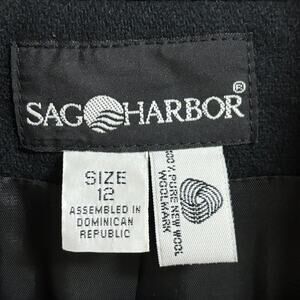 SAG HARBOR®
SIZE
12
ASSEMBLED IN
DOMINICAN
REPUBLIC
100% PURE NEW WOOL
WOOLMARK